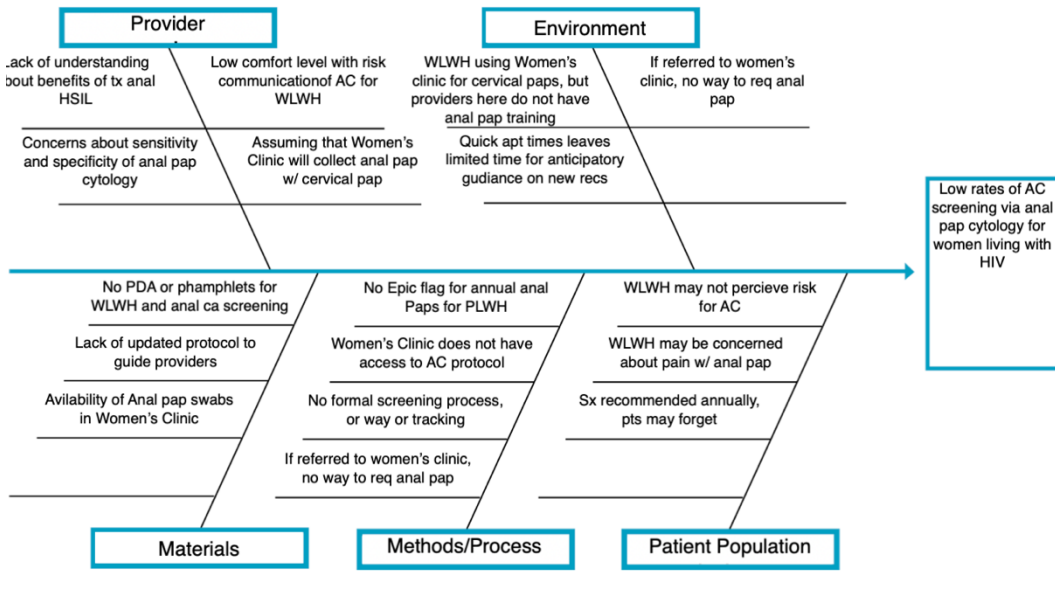 Provider
Environment
Lack of understanding
about benefits of tx anal
HSIL
Low comfort level with risk
communicationof AC for
WLWH
WLWH using Women's
clinic for cervical paps, but
providers here do not have
anal pap training
If referred to women's
clinic, no way to req anal
pap
Concerns about sensitivity
and specificity of anal pap
cytology
Assuming that Women's
Clinic will collect anal pap
w/ cervical pap
Quick apt times leaves
limited time for anticipatory
gudiance on new recs
Low rates of AC
screening via anal
pap cytology for
women living with
HIV
No PDA or phamphlets for
WLWH and anal ca screening
Lack of updated protocol to
guide providers
Avilability of Anal pap swabs
in Women's Clinic
No Epic flag for annual anal
Paps for PLWH
Women's Clinic does not have
access to AC protocol
No formal screening process,
or way or tracking
If referred to women's clinic,
no way to req anal pap
WLWH may not percieve risk
for AC
WLWH may be concerned
about pain w/ anal pap
Sx recommended annually,
pts may forget
Materials
Methods/Process
Patient Population